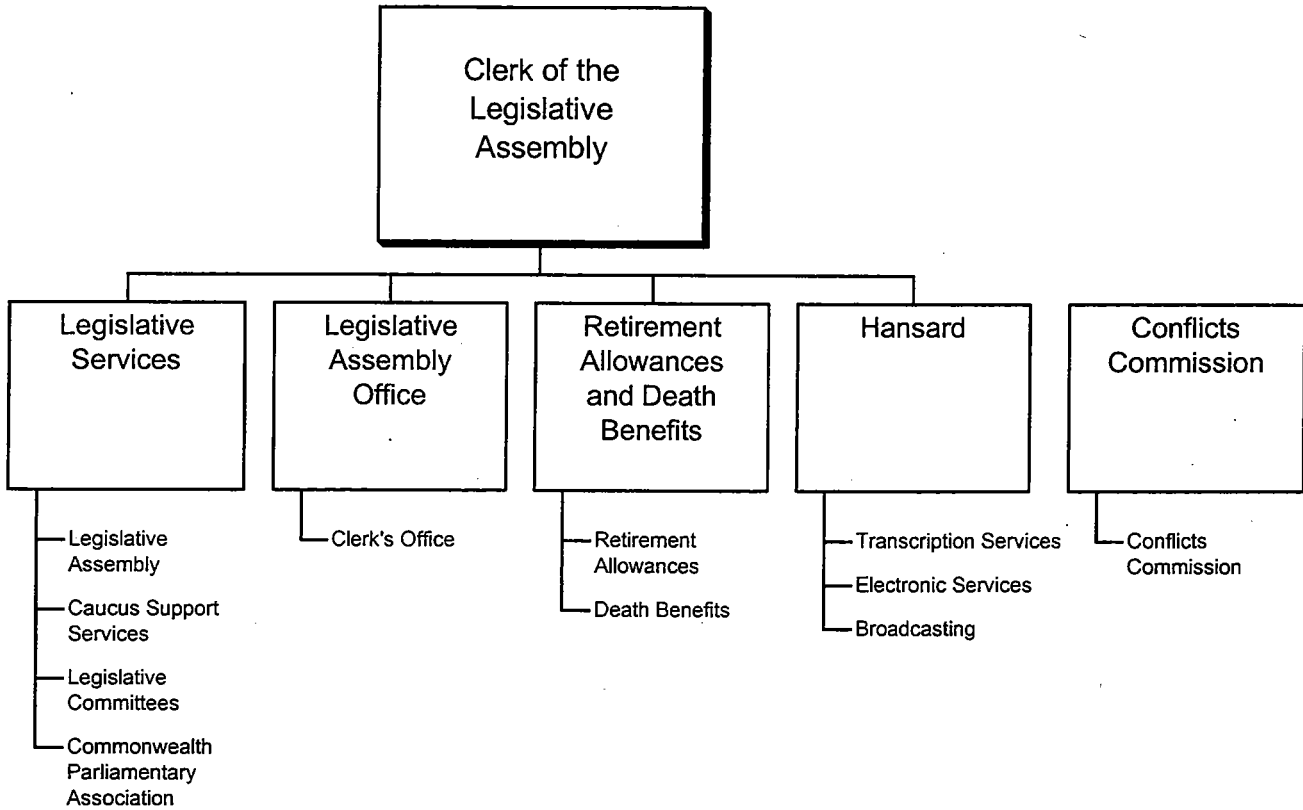 Clerk of the
Legislative
Assembly
Legislative
Services
Legislative
Assembly
Office
Retirement
Allowances
and Death
Benefits
Hansard
Conflicts
Commission
Legislative
Assembly
Caucus Support
Services
Legislative
Committees
Commonwealth
Parliamentary
Association
Clerk's Office
Retirement
Allowances
Death Benefits
Transcription Services
Electronic Services
Broadcasting
Conflicts
Commission